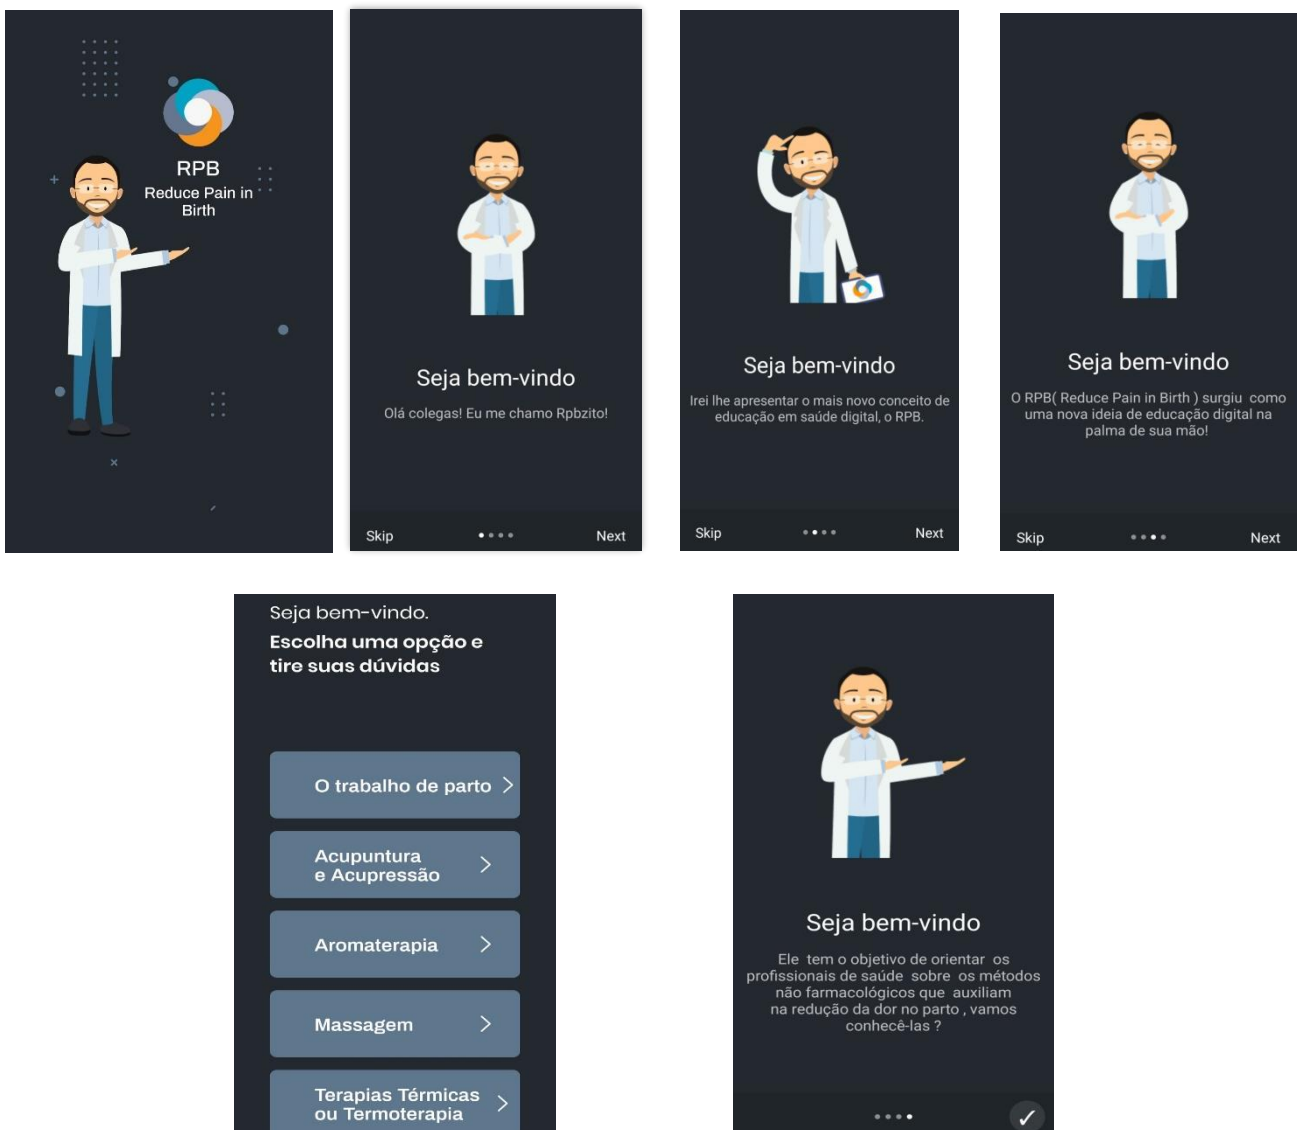 RPB
Reduce Pain in
Birth
Seja bem-vindo
Olá colegas! Eu me chamo Rpbzito!
Skip
Next
Seja bem-vindo
Irei lhe apresentar o mais novo conceito de
educação em saúde digital, o RPB.
Skip
Next
Seja bem-vindo
O RPB( Reduce Pain in Birth ) surgiu como
uma nova ideia de educação digital na
palma de sua mão!
Skip
Next
Seja bem-vindo.
Escolha uma opção e
tire suas dúvidas
O trabalho de parto
Acupuntura
e Acupressão
Aromaterapia
Massagem
Terapias Térmicas
ou Termoterapia
Seja bem-vindo
Ele tem o objetivo de orientar os
profissionais de saúde sobre os métodos
não farmacológicos que auxiliam
na redução da dor no parto , vamos
conhecê-las ?